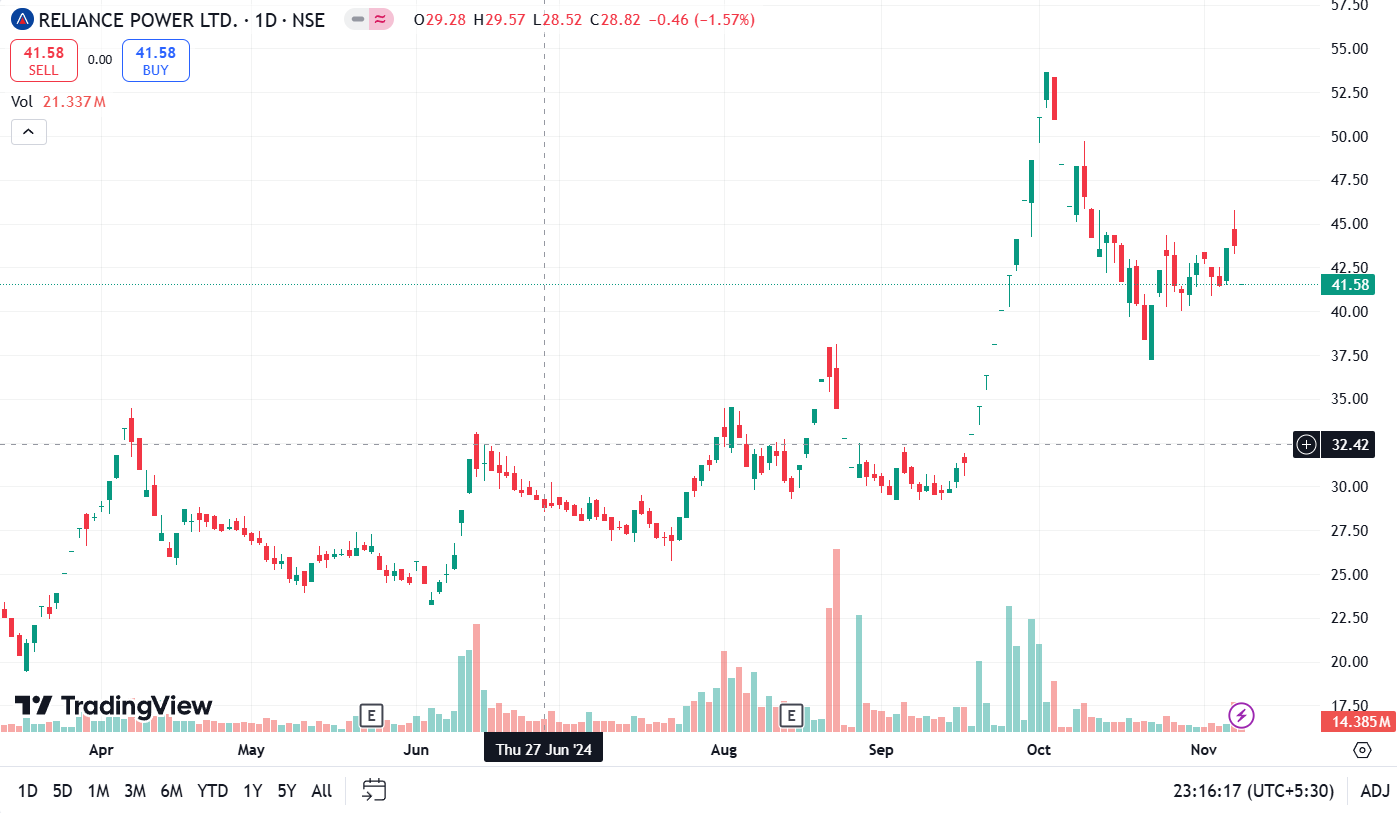 RELIANCE POWER LTD. · 1D · NSE O29.28 H29.57 L28.52 C28.82 −0.46 (−1.57%)
41.58 SELL 0.00 41.58 BUY
Vol 21.337 M
57.50
55.00
52.50
50.00
47.50
45.00
42.50
41.58
40.00
37.50
35.00
32.42
30.00
27.50
25.00
22.50
20.00
17.50
14.385M
TradingView
E E
Apr May Jun Thu 27 Jun '24 Aug Sep Oct Nov
1D 5D 1M 3M 6M YTD 1Y 5Y All 23:16:17 (UTC+5:30) ADJ